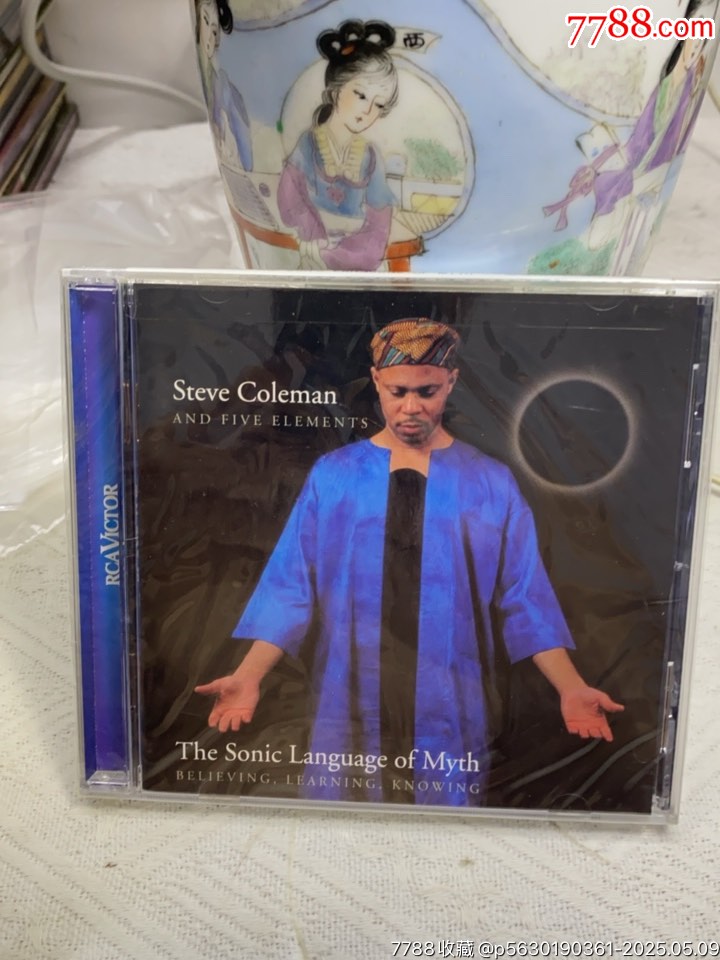 7788.com
西
Steve Coleman
AND FIVE ELEMENTS
RCAVICTOR
The Sonic Language of Myth
BELIEVING, LEARNING, KNOWING
7788收藏 @p5630190361-2025.05.09